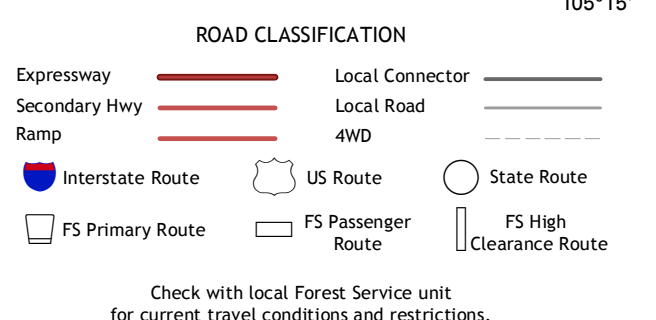 105°15'
ROAD CLASSIFICATION
Expressway
Local Connector
Secondary Hwy
Local Road
Ramp
4WD
Interstate Route
US Route
State Route
FS Primary Route
FS Passenger
Route
FS High
Clearance Route
Check with local Forest Service unit
for current travel conditions and restrictions.